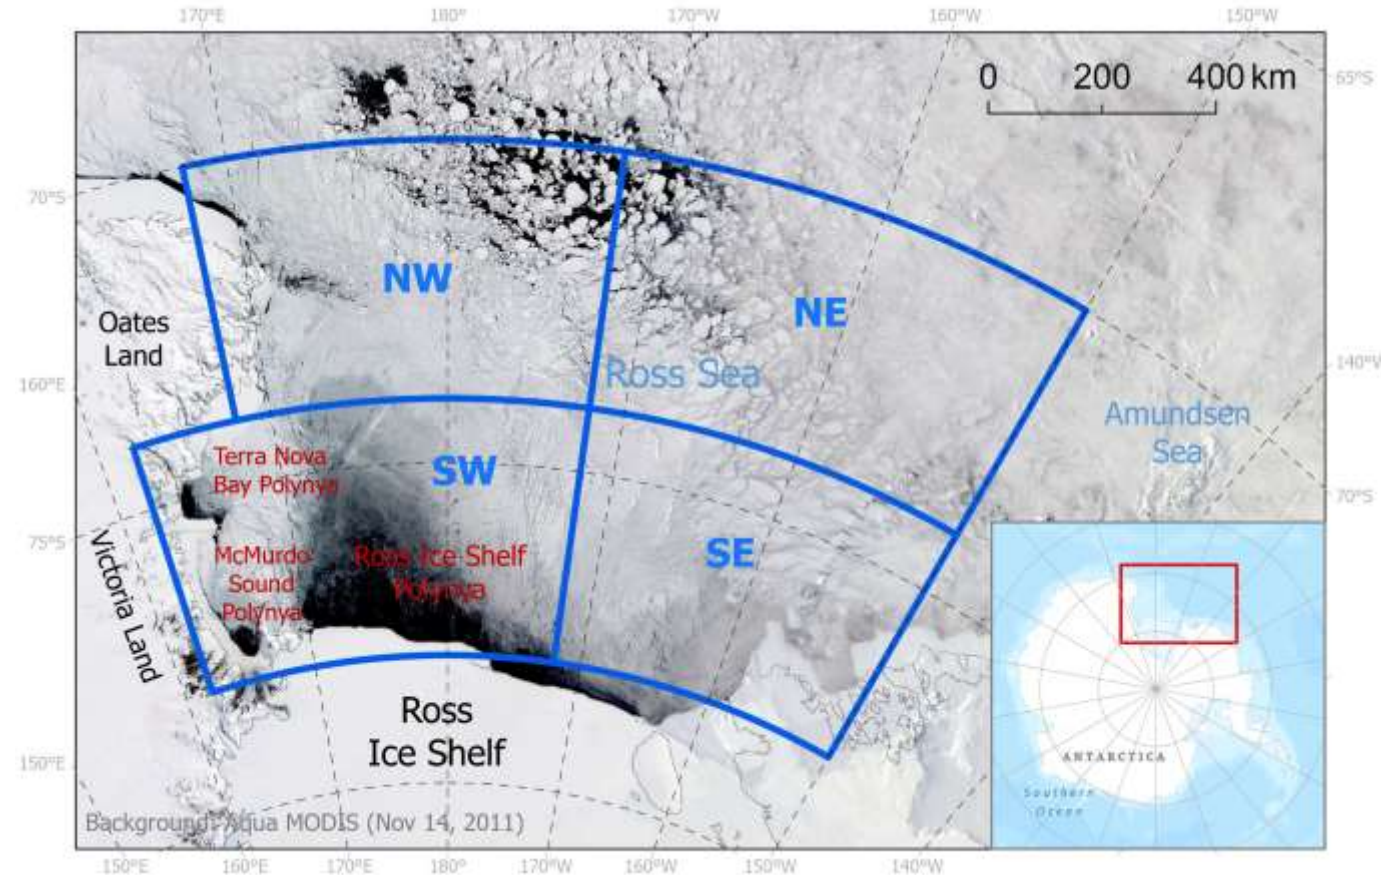 170°E 180° 170°W 160°W 150°W
0 200 400 km
65°S
70°S
NW
NE
Oates
Land
Ross Sea
140°W
160°E
Amundsen
Sea
Terra Nova
Bay Polynya
SW
70°S
75°S
Victoria Land
McMurdo
Sound
Polynya
Ross Ice Shelf
Polynya
SE
Ross
Ice Shelf
ANTARCTICA
Southern
Ocean
150°E
Background: Aqua MODIS (Nov 14, 2011)
150°E 160°E 170°E 180° 170°W 160°W 150°W 140°W